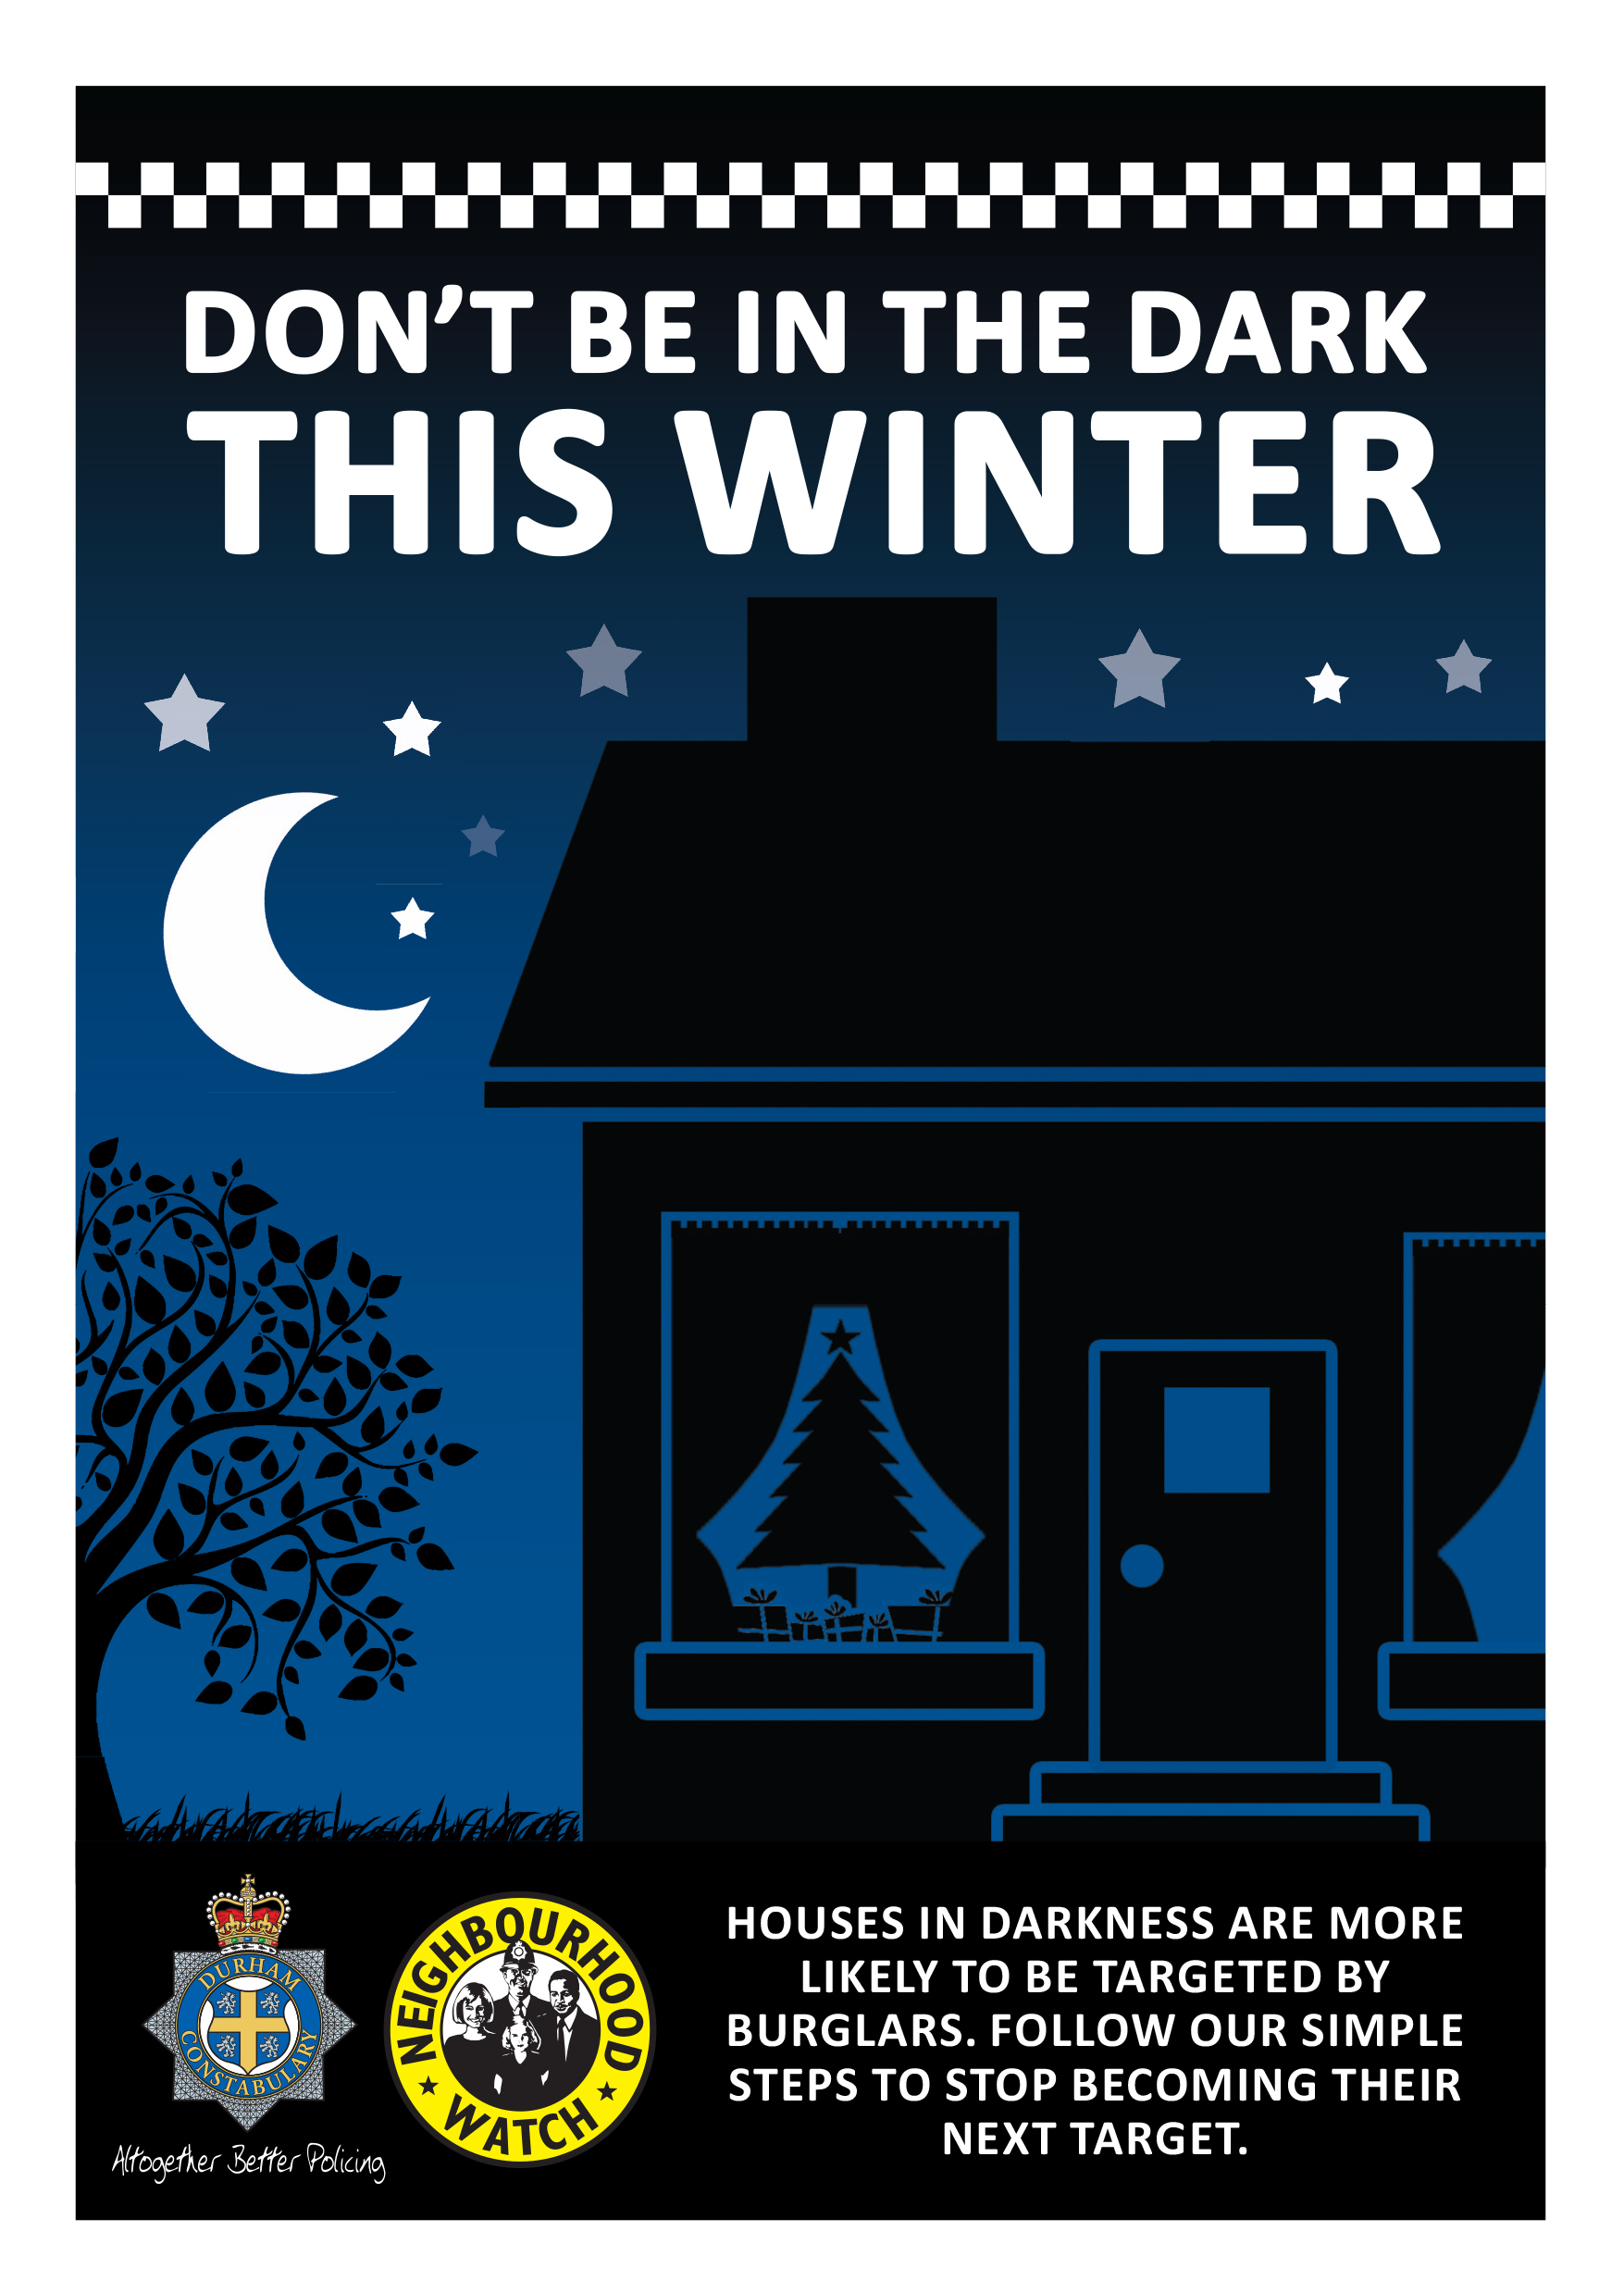 DON'T BE IN THE DARK
THIS WINTER
DURHAM
CONSTABULARY
Altogether Better Policing
NEIGHBOURHOOD
WATCH
HOUSES IN DARKNESS ARE MORE
LIKELY TO BE TARGETED BY
BURGLARS. FOLLOW OUR SIMPLE
STEPS TO STOP BECOMING THEIR
NEXT TARGET.